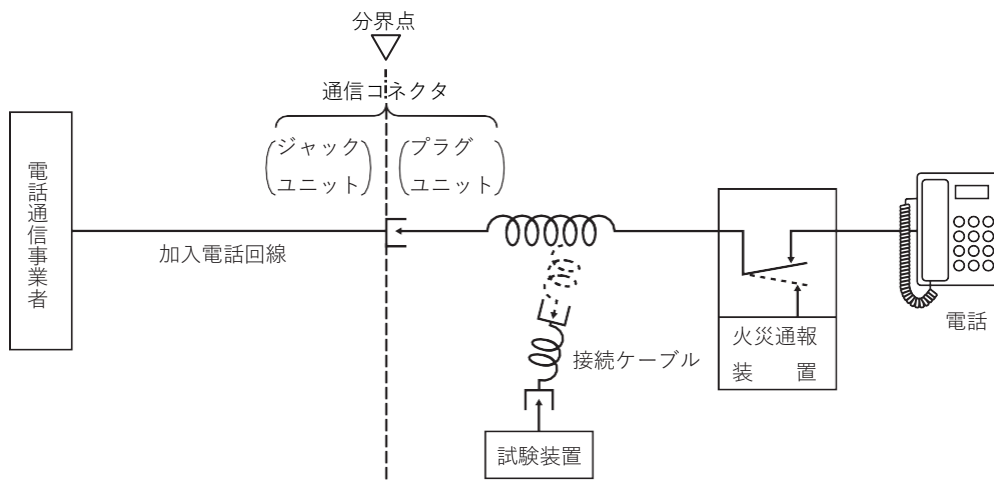 分界点
通信コネクタ
ジャック
ユニット
プラグ
ユニット
電話通信事業者
加入電話回線
電話
火災通報
装置
接続ケーブル
試験装置